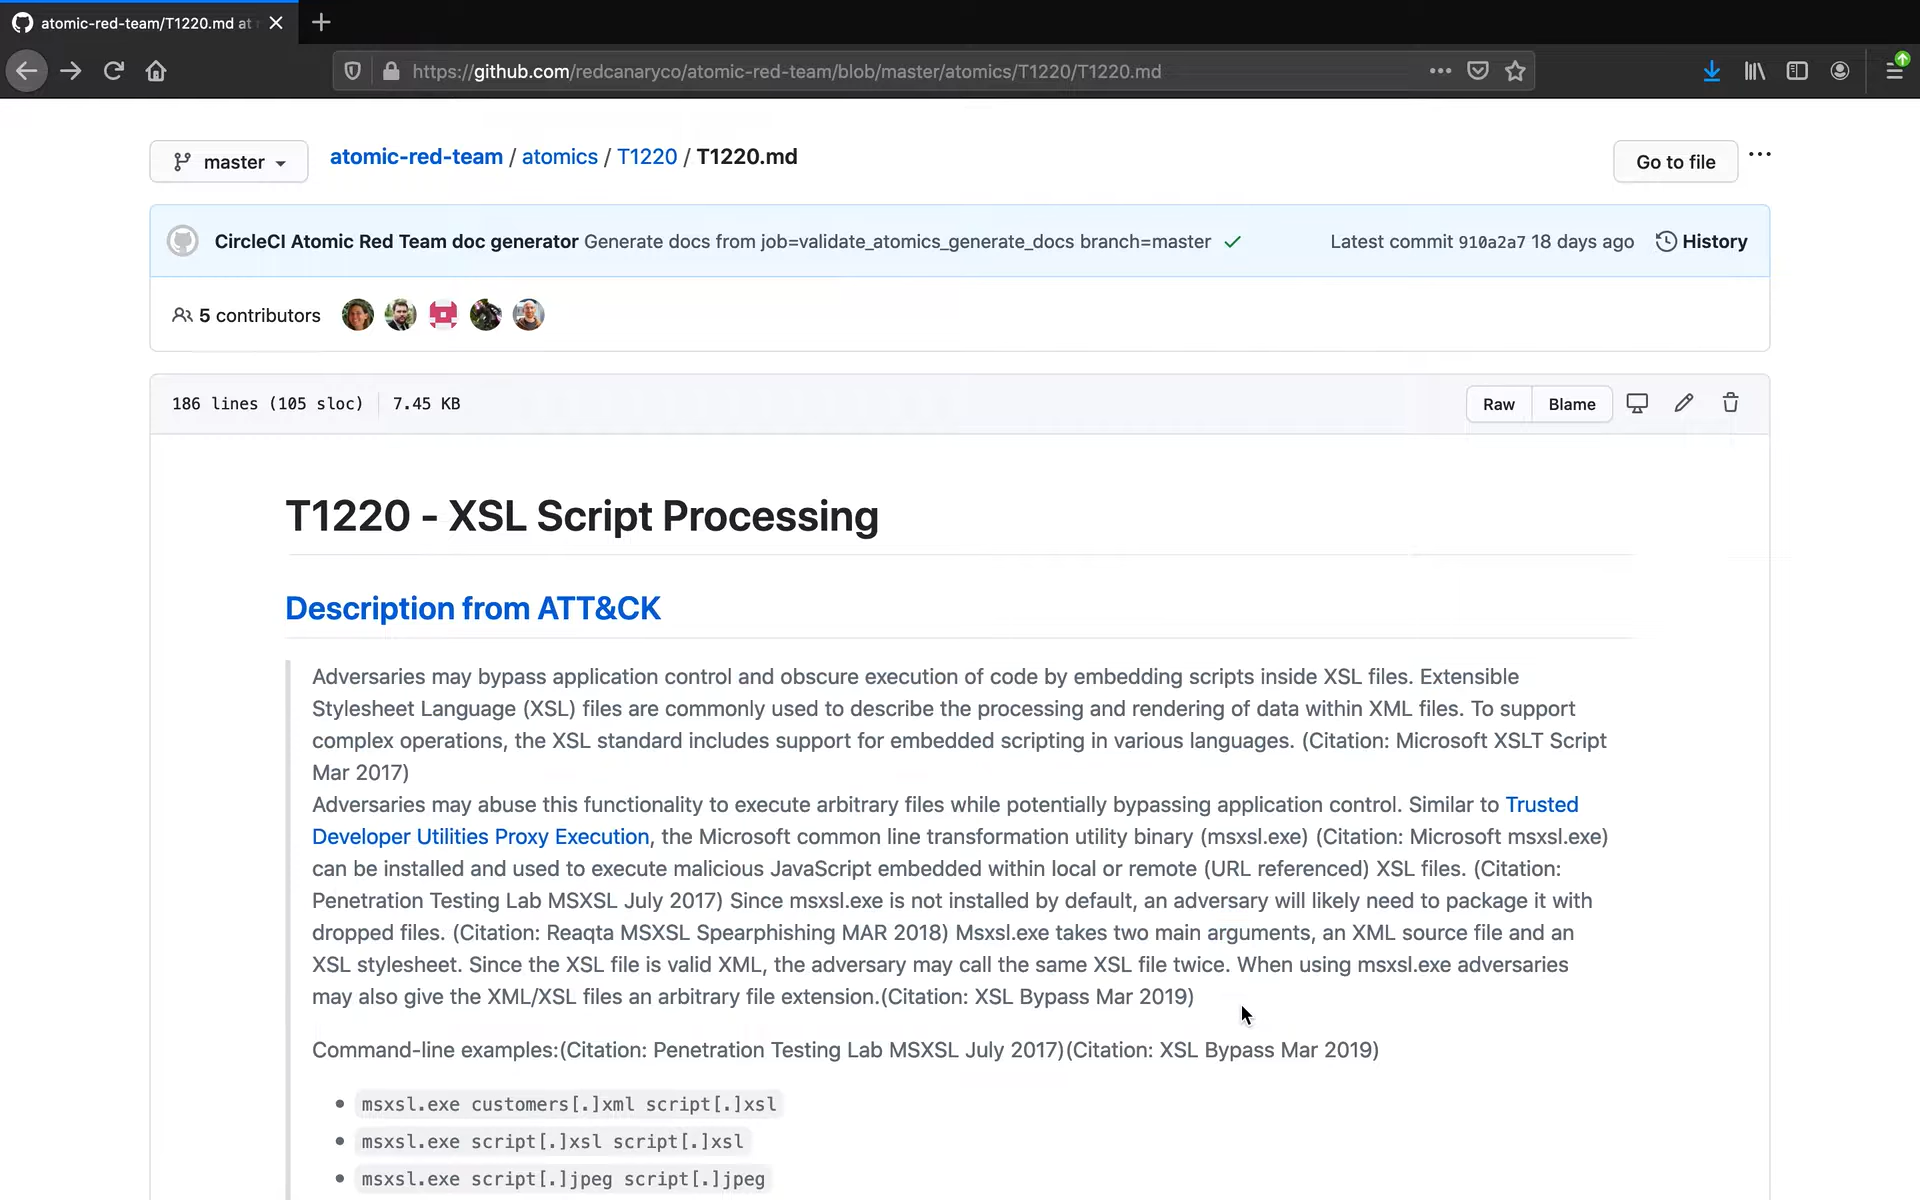 atomic-red-team/T1220.md at
https://github.com/redcanaryco/atomic-red-team/blob/master/atomics/T1220/T1220.md
master
atomic-red-team / atomics / T1220 / T1220.md
Go to file
CircleCI Atomic Red Team doc generator Generate docs from job=validate_atomics_generate_docs branch=master
Latest commit 910a2a7 18 days ago
History
5 contributors
186 lines (105 sloc)
7.45 KB
Raw
Blame
T1220 - XSL Script Processing
Description from ATT&CK
Adversaries may bypass application control and obscure execution of code by embedding scripts inside XSL files. Extensible
Stylesheet Language (XSL) files are commonly used to describe the processing and rendering of data within XML files. To support
complex operations, the XSL standard includes support for embedded scripting in various languages. (Citation: Microsoft XSLT Script
Mar 2017)
Adversaries may abuse this functionality to execute arbitrary files while potentially bypassing application control. Similar to Trusted
Developer Utilities Proxy Execution, the Microsoft common line transformation utility binary (msxsl.exe) (Citation: Microsoft msxsl.exe)
can be installed and used to execute malicious JavaScript embedded within local or remote (URL referenced) XSL files. (Citation:
Penetration Testing Lab MSXSL July 2017) Since msxsl.exe is not installed by default, an adversary will likely need to package it with
dropped files. (Citation: Reaqta MSXSL Spearphishing MAR 2018) Msxsl.exe takes two main arguments, an XML source file and an
XSL stylesheet. Since the XSL file is valid XML, the adversary may call the same XSL file twice. When using msxsl.exe adversaries
may also give the XML/XSL files an arbitrary file extension.(Citation: XSL Bypass Mar 2019)
Command-line examples:(Citation: Penetration Testing Lab MSXSL July 2017)(Citation: XSL Bypass Mar 2019)
• msxsl.exe customers[.]xml script[.]xsl
• msxsl.exe script[.]xsl script[.]xsl
• msxsl.exe script[.]jpeg script[.]jpeg